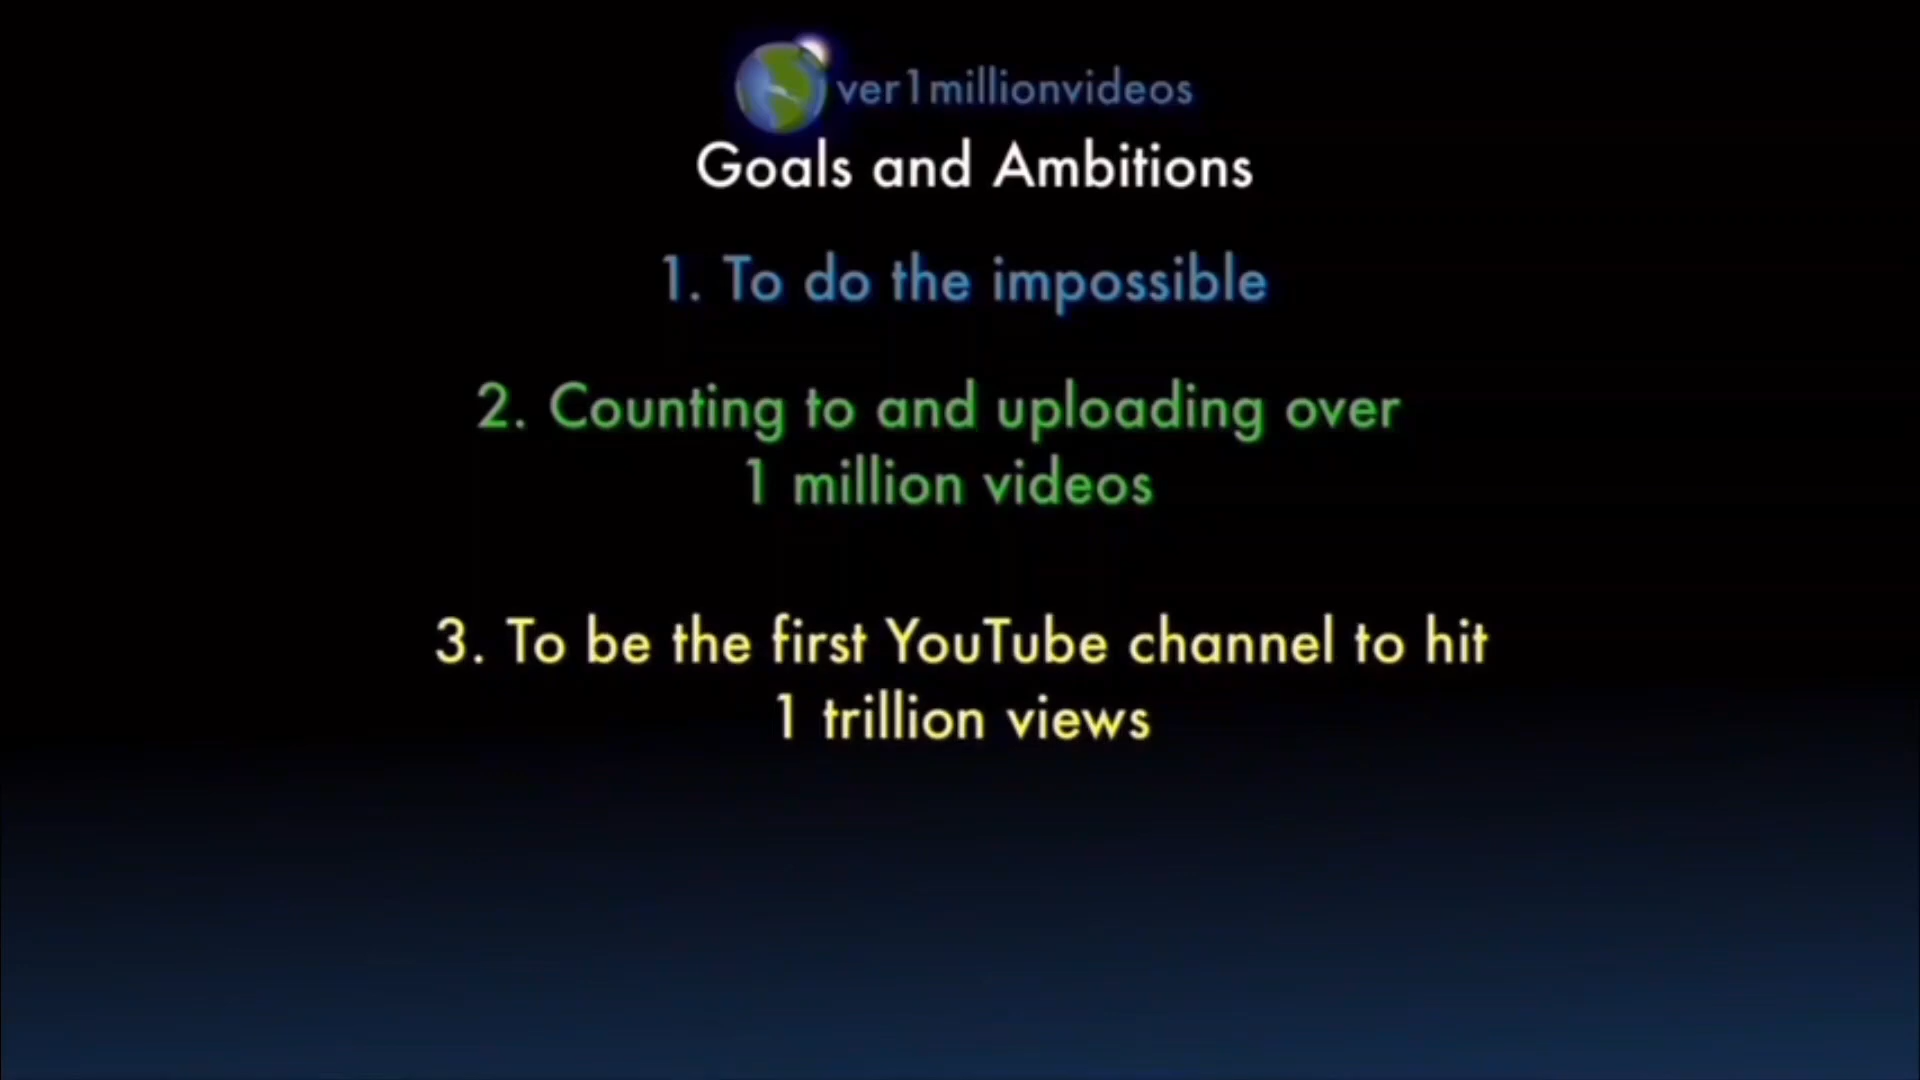 ver1millionvideos
Goals and Ambitions
1. To do the impossible
2. Counting to and uploading over
1 million videos
3. To be the first YouTube channel to hit
1 trillion views